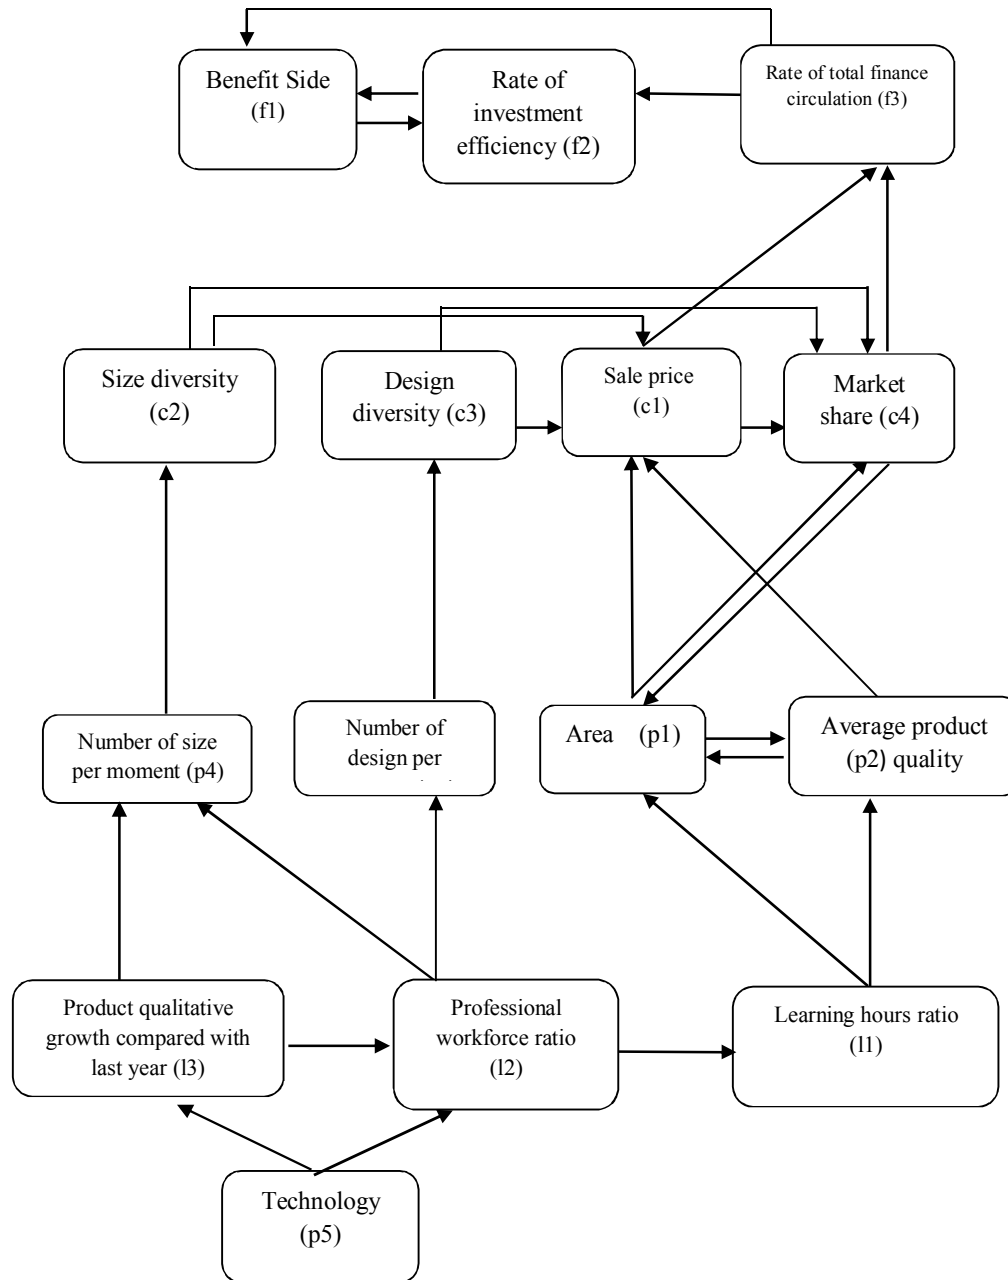 Benefit Side
(f1)
Rate of
investment
efficiency (f2)
Rate of total finance
circulation (f3)
Size diversity
(c2)
Design
diversity (c3)
Sale price
(c1)
Market
share (c4)
Number of size
per moment (p4)
Number of
design per
Area (p1)
Average product
(p2) quality
Product qualitative
growth compared with
last year (l3)
Professional
workforce ratio
(l2)
Learning hours ratio
(l1)
Technology
(p5)